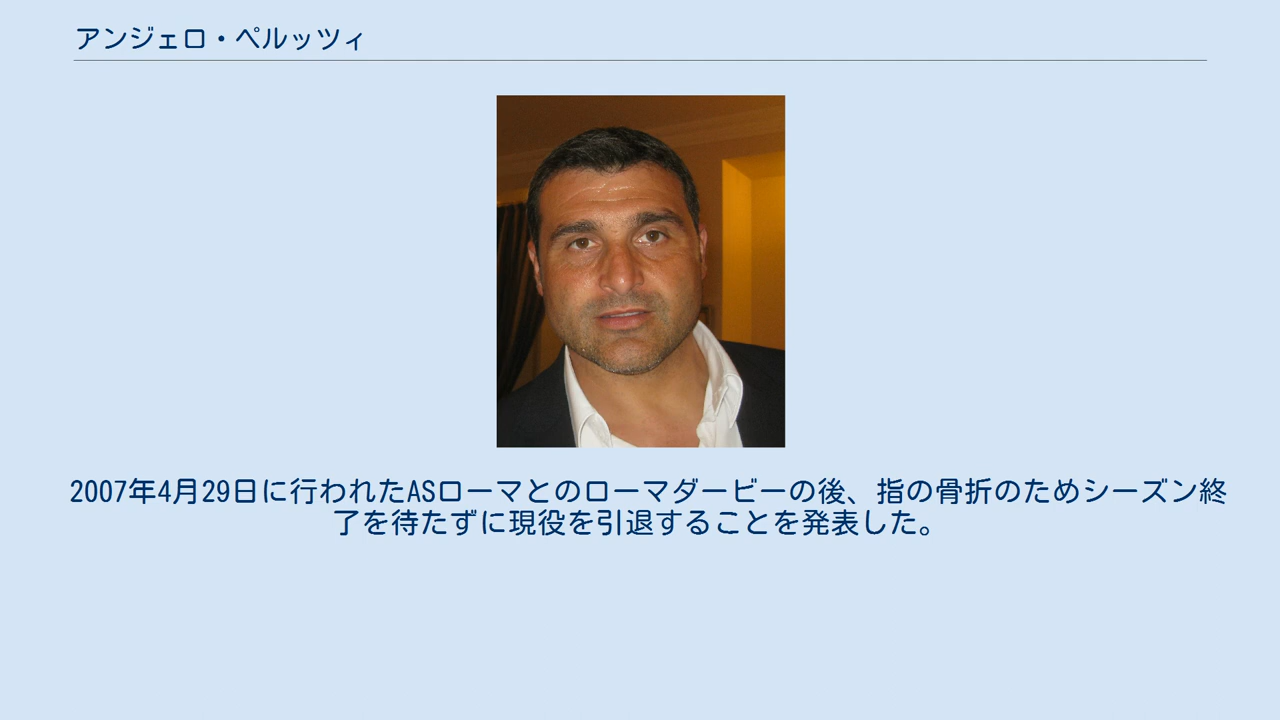 アンジェロ・ペルッツィ
2007年4月29日に行われたASローマとのローマダービーの後、指の骨折のためシーズン終
了を待たずに現役を引退することを発表した。